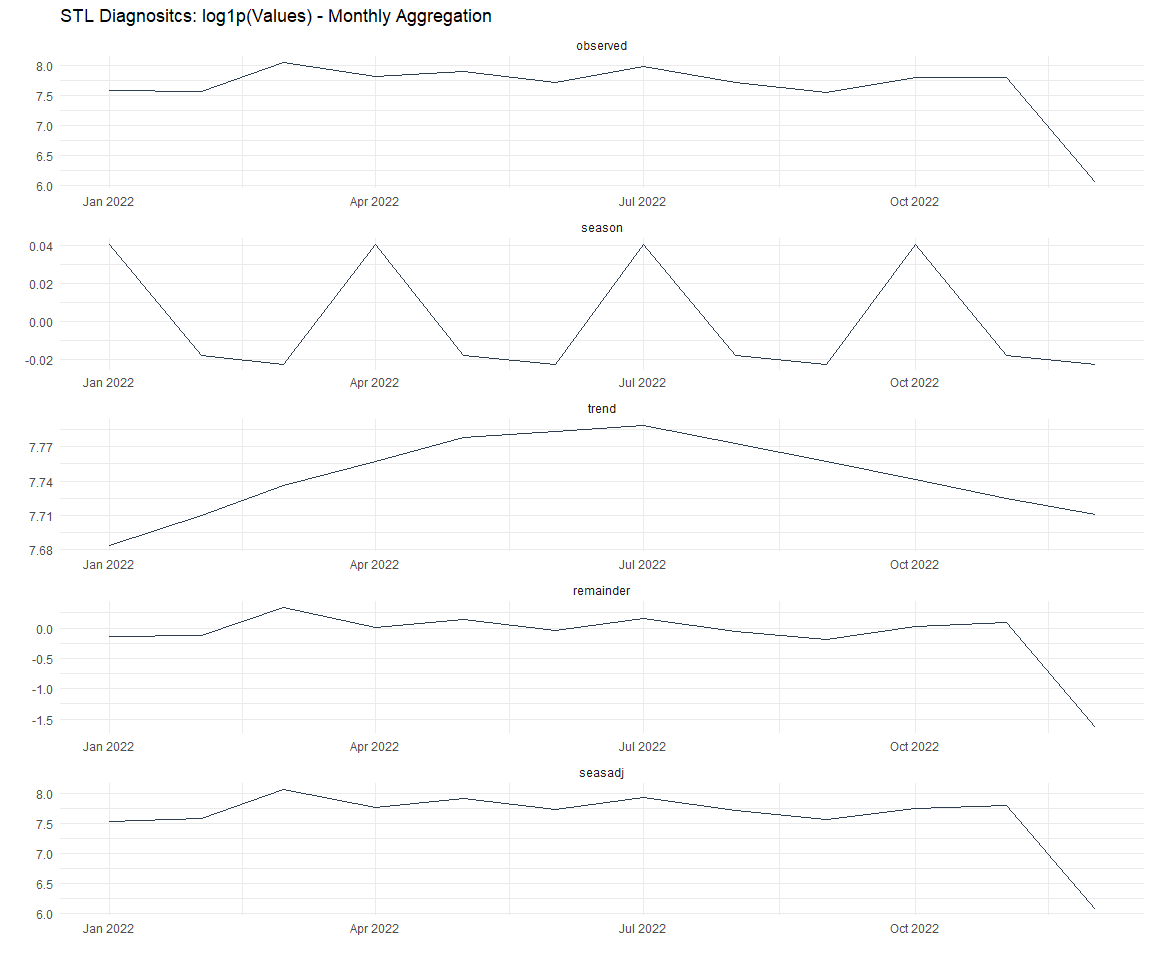 STL Diagnositcs: log1p(Values) - Monthly Aggregation
observed
8.0
7.5
7.0
6.5
6.0
Jan 2022 Apr 2022 Jul 2022 Oct 2022
season
0.04
0.02
0.00
-0.02
Jan 2022 Apr 2022 Jul 2022 Oct 2022
trend
7.77
7.74
7.71
7.68
Jan 2022 Apr 2022 Jul 2022 Oct 2022
remainder
0.0
-0.5
-1.0
-1.5
Jan 2022 Apr 2022 Jul 2022 Oct 2022
seasadj
8.0
7.5
7.0
6.5
6.0
Jan 2022 Apr 2022 Jul 2022 Oct 2022